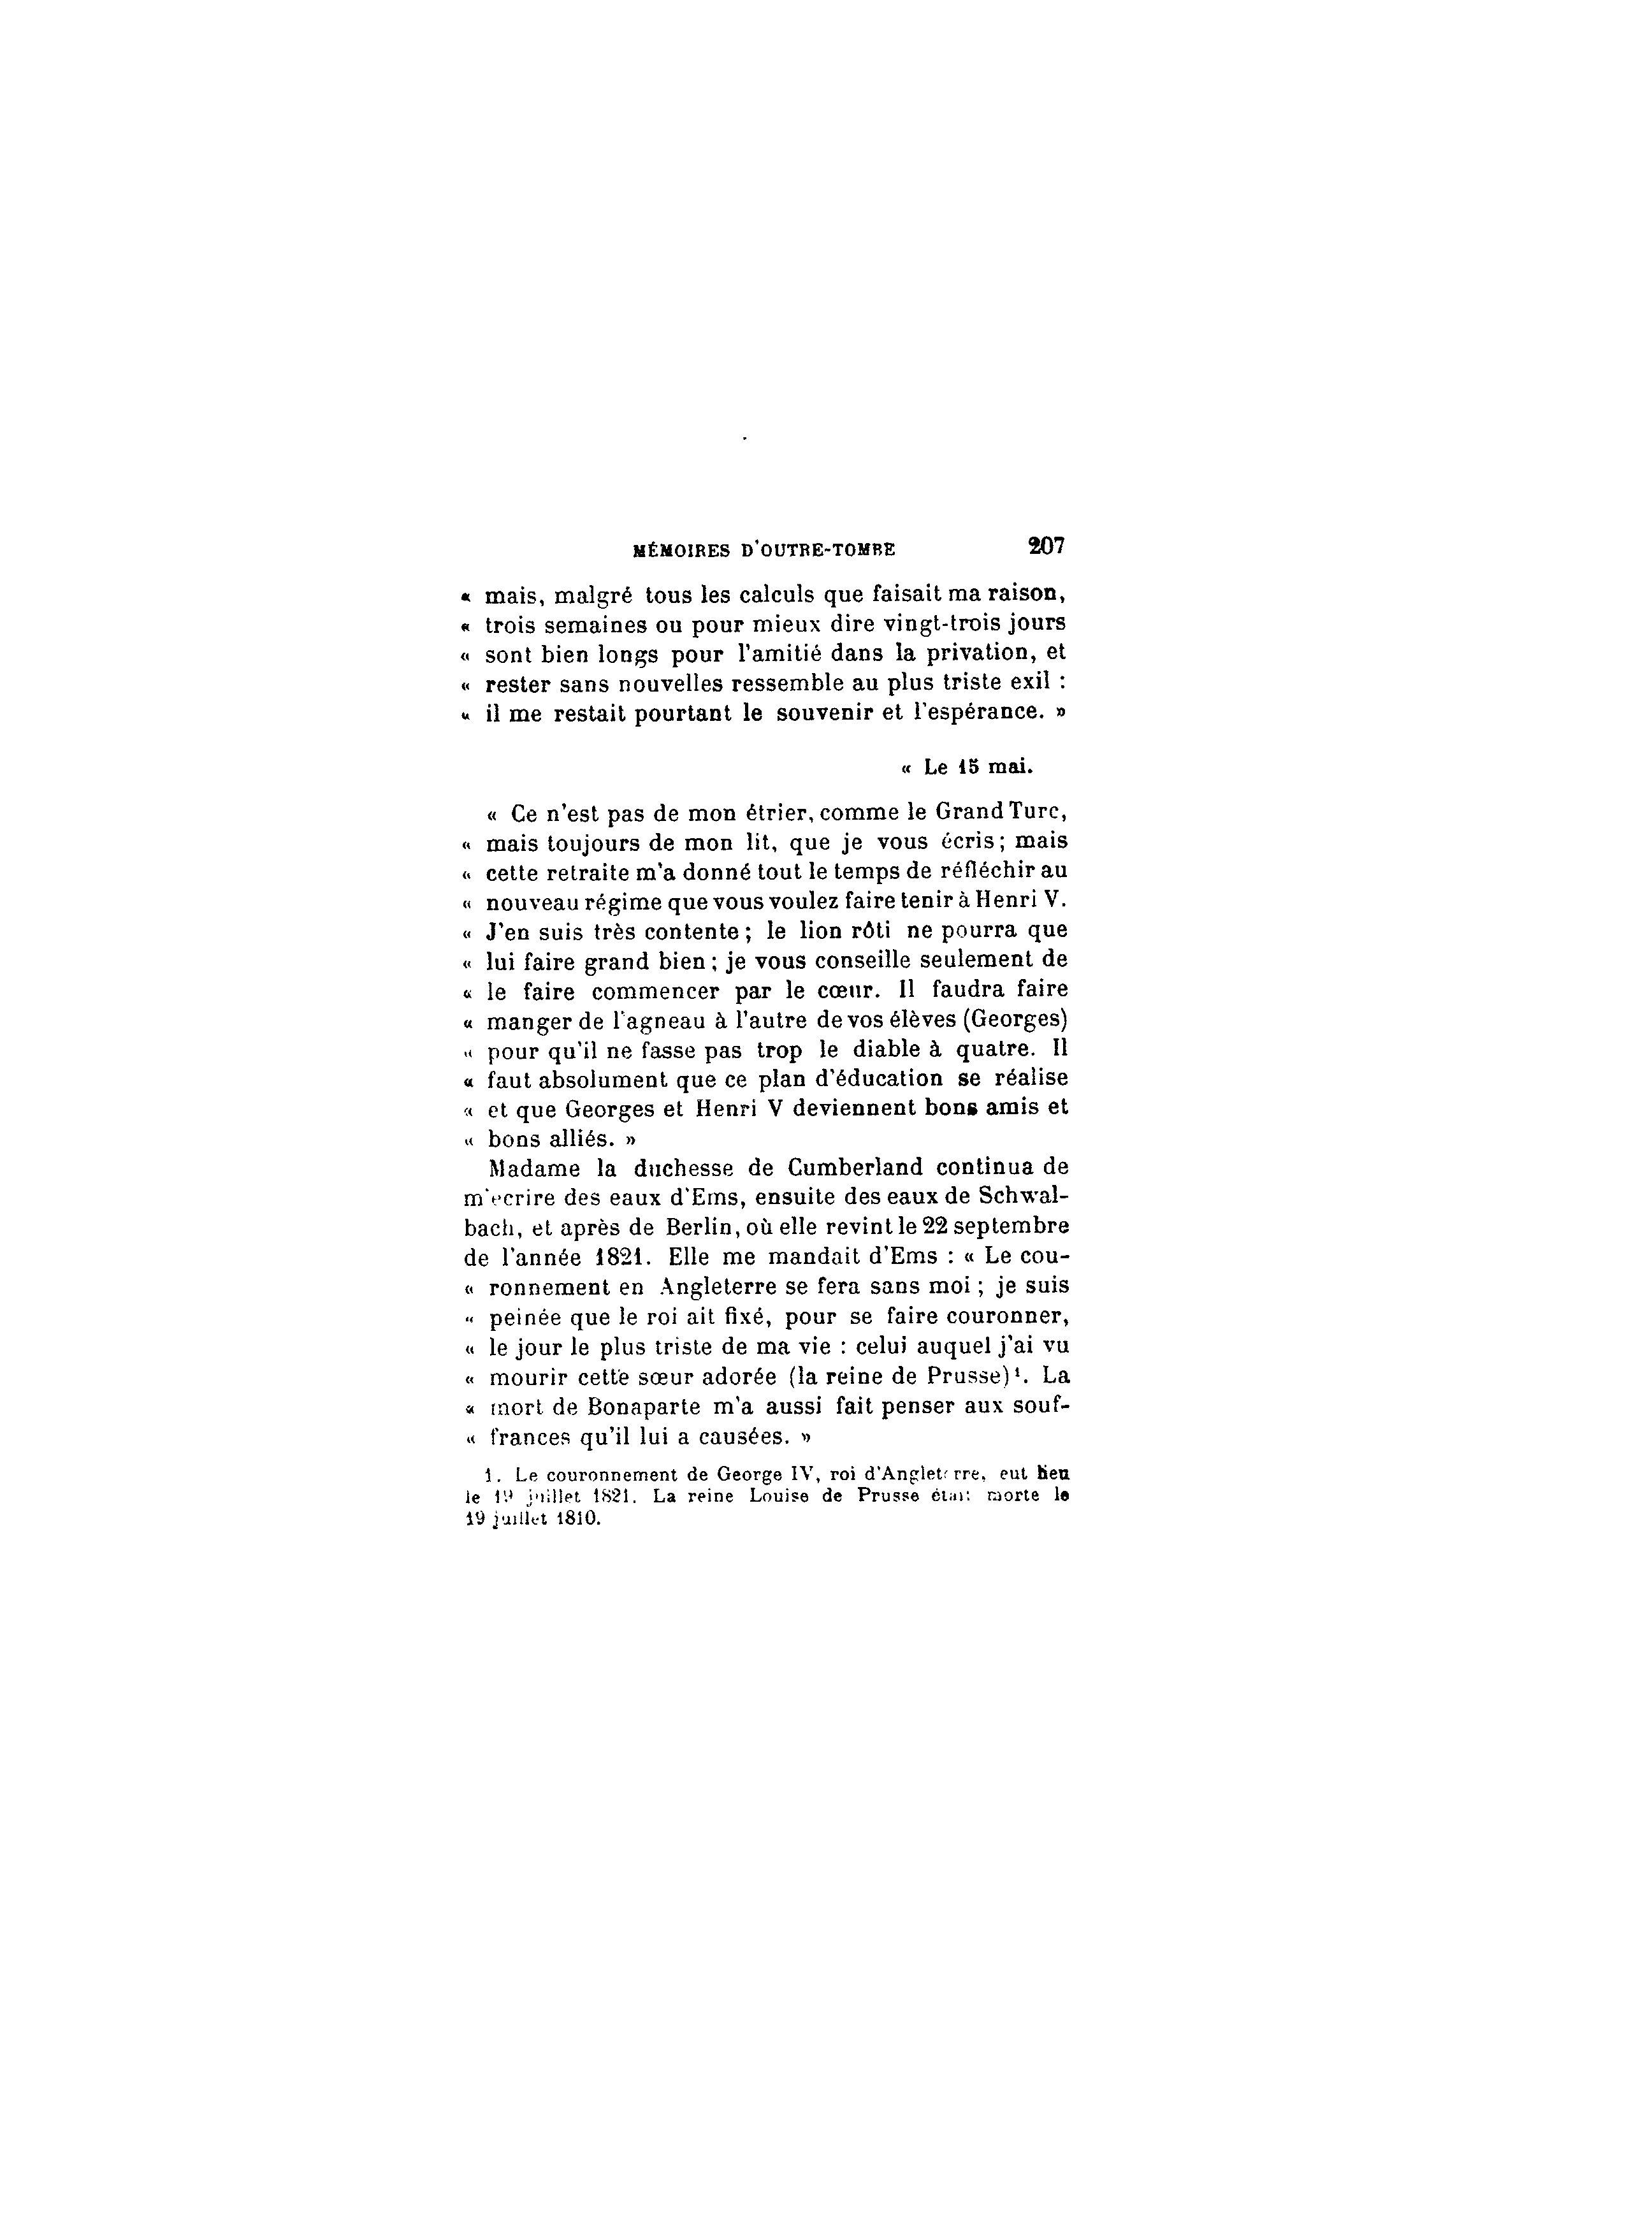 MÉMOIRES D'OUTRE-TOMBE 207
« mais, malgré tous les calculs que faisait ma raison,
« trois semaines ou pour mieux dire vingt-trois jours
« sont bien longs pour l'amitié dans la privation, et
« rester sans nouvelles ressemble au plus triste exil :
« il me restait pourtant le souvenir et l'espérance. »
« Le 15 mai.
« Ce n'est pas de mon étrier, comme le Grand Turc,
« mais toujours de mon lit, que je vous écris ; mais
« cette retraite m'a donné tout le temps de réfléchir au
« nouveau régime que vous voulez faire tenir à Henri V.
« J'en suis très contente ; le lion rôti ne pourra que
« lui faire grand bien ; je vous conseille seulement de
« le faire commencer par le cœur. Il faudra faire
« manger de l'agneau à l'autre de vos élèves (Georges)
« pour qu'il ne fasse pas trop le diable à quatre. Il
« faut absolument que ce plan d'éducation se réalise
« et que Georges et Henri V deviennent bons amis et
« bons alliés. »
Madame la duchesse de Cumberland continua de
m'écrire des eaux d'Ems, ensuite des eaux de Schwal-
bach, et après de Berlin, où elle revint le 22 septembre
de l'année 1821. Elle me mandait d'Ems : « Le cou-
« ronnement en Angleterre se fera sans moi ; je suis
« peinée que le roi ait fixé, pour se faire couronner,
« le jour le plus triste de ma vie : celui auquel j'ai vu
« mourir cette sœur adorée (la reine de Prusse)¹. La
« mort de Bonaparte m'a aussi fait penser aux souf-
« frances qu'il lui a causées. »
1. Le couronnement de George IV, roi d'Angleterre, eut lieu
le 19 juillet 1821. La reine Louise de Prusse était morte le
19 juillet 1810.